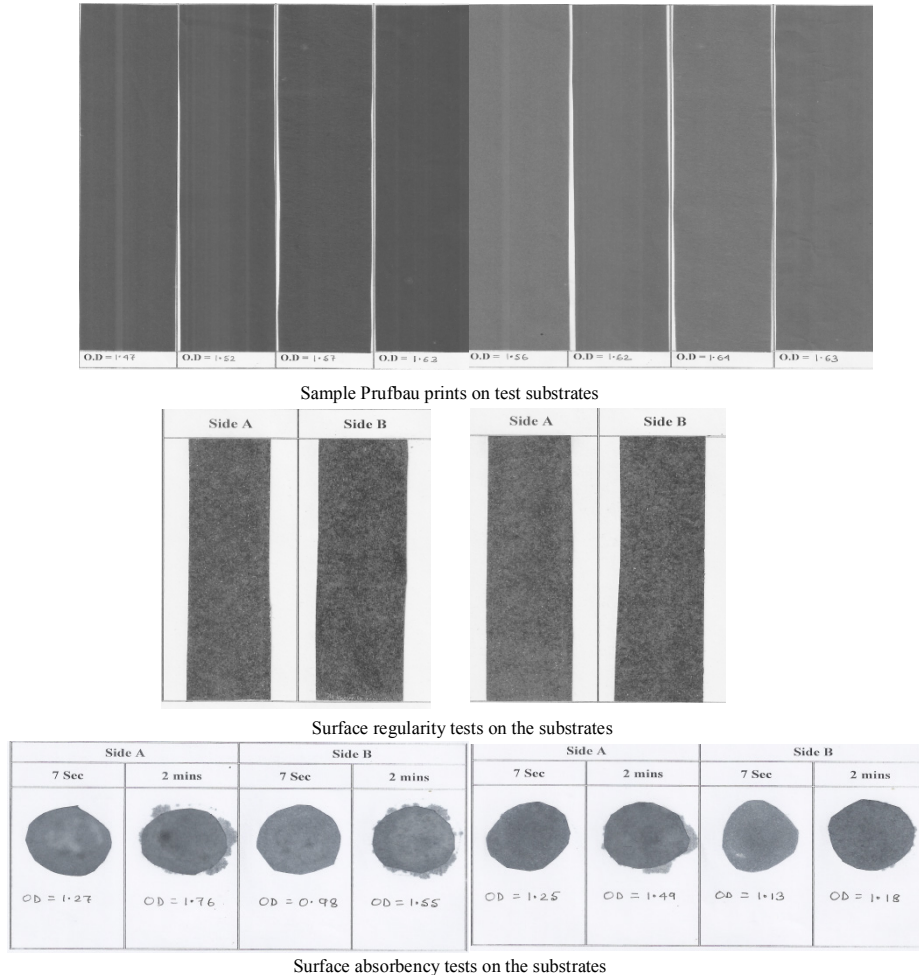 O.D = 1.47 O.D = 1.52 O.D = 1.57 O.D = 1.63 O.D = 1.56 O.D = 1.62 O.D = 1.64 O.D = 1.63
Sample Prufbau prints on test substrates
Side A Side B Side A Side B
Surface regularity tests on the substrates
Side A Side B Side A Side B
7 Sec 2 mins 7 Sec 2 mins 7 Sec 2 mins 7 Sec 2 mins
OD = 1.27 OD = 1.76 OD = 0.98 OD = 1.55 OD = 1.25 OD = 1.49 OD = 1.13 OD = 1.18
Surface absorbency tests on the substrates